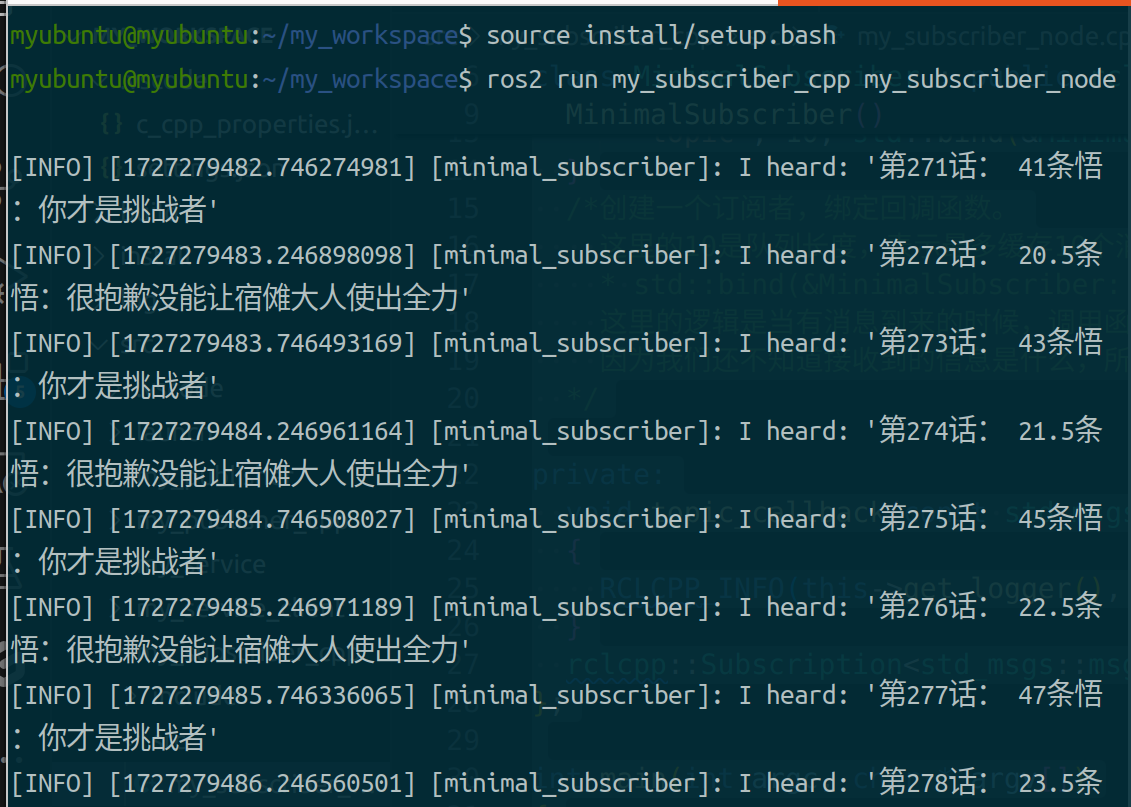 myubuntu@myubuntu:~/my_workspace$ source install/setup.bash
myubuntu@myubuntu:~/my_workspace$ ros2 run my_subscriber_cpp my_subscriber_node
[INFO] [1727279482.746274981] [minimal_subscriber]: I heard: '第271话： 41条悟
：你才是挑战者'
[INFO] [1727279483.246898098] [minimal_subscriber]: I heard: '第272话： 20.5条
悟：很抱歉没能让宿傩大人使出全力'
[INFO] [1727279483.746493169] [minimal_subscriber]: I heard: '第273话： 43条悟
：你才是挑战者'
[INFO] [1727279484.246961164] [minimal_subscriber]: I heard: '第274话： 21.5条
悟：很抱歉没能让宿傩大人使出全力'
[INFO] [1727279484.746508027] [minimal_subscriber]: I heard: '第275话： 45条悟
：你才是挑战者'
[INFO] [1727279485.246971189] [minimal_subscriber]: I heard: '第276话： 22.5条
悟：很抱歉没能让宿傩大人使出全力'
[INFO] [1727279485.746336065] [minimal_subscriber]: I heard: '第277话： 47条悟
：你才是挑战者'
[INFO] [1727279486.246560501] [minimal_subscriber]: I heard: '第278话： 23.5条